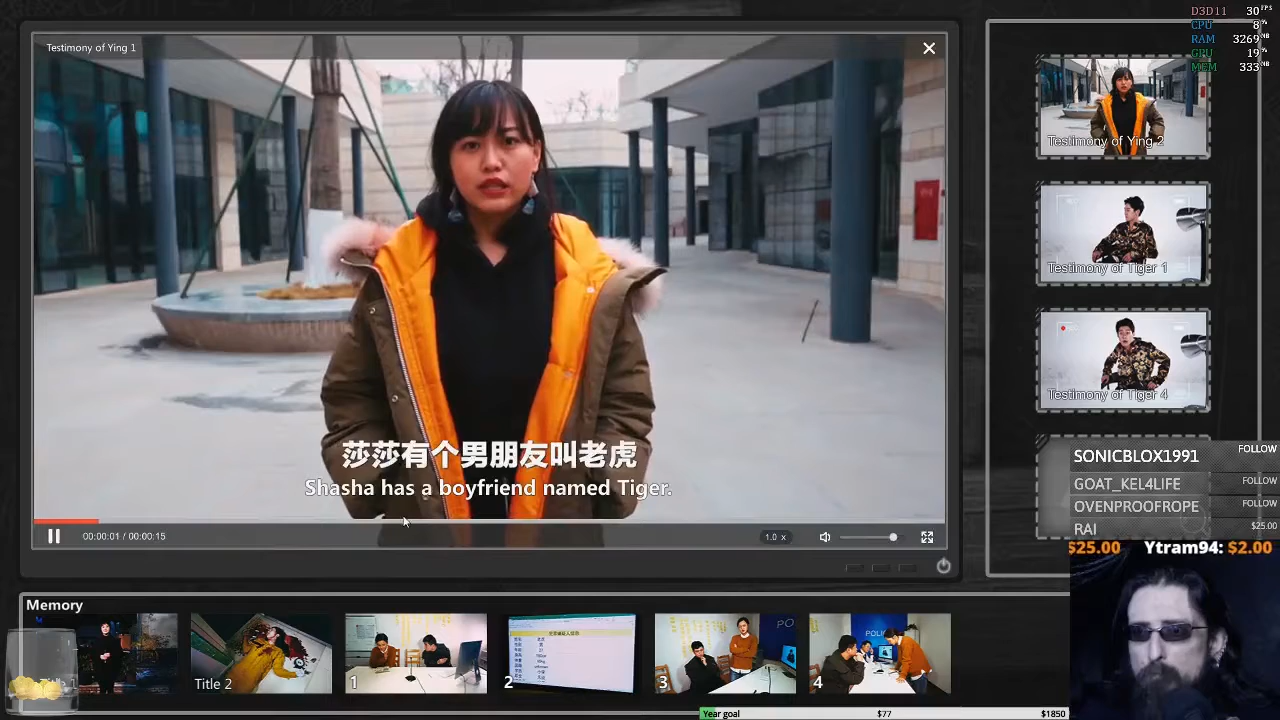 Testimony of Ying 1
莎莎有个男朋友叫老虎
Shasha has a boyfriend named Tiger.
00:00:01 / 00:00:15
1.0 x
D3D11 30 FPS
CPU 8 %
RAM 3269 MB
GPU 19 %
MEM 333 MB
Testimony of Ying 2
Testimony of Tiger 1
Testimony of Tiger 4
SONICBLOX1991 FOLLOW
GOAT_KEL4LIFE FOLLOW
OVENPROOFROPE FOLLOW
RAI $25.00
$25.00 Ytram94: $2.00
Memory
Title 2
1
2
3
4
PO
POLI
Year goal $77 $1850